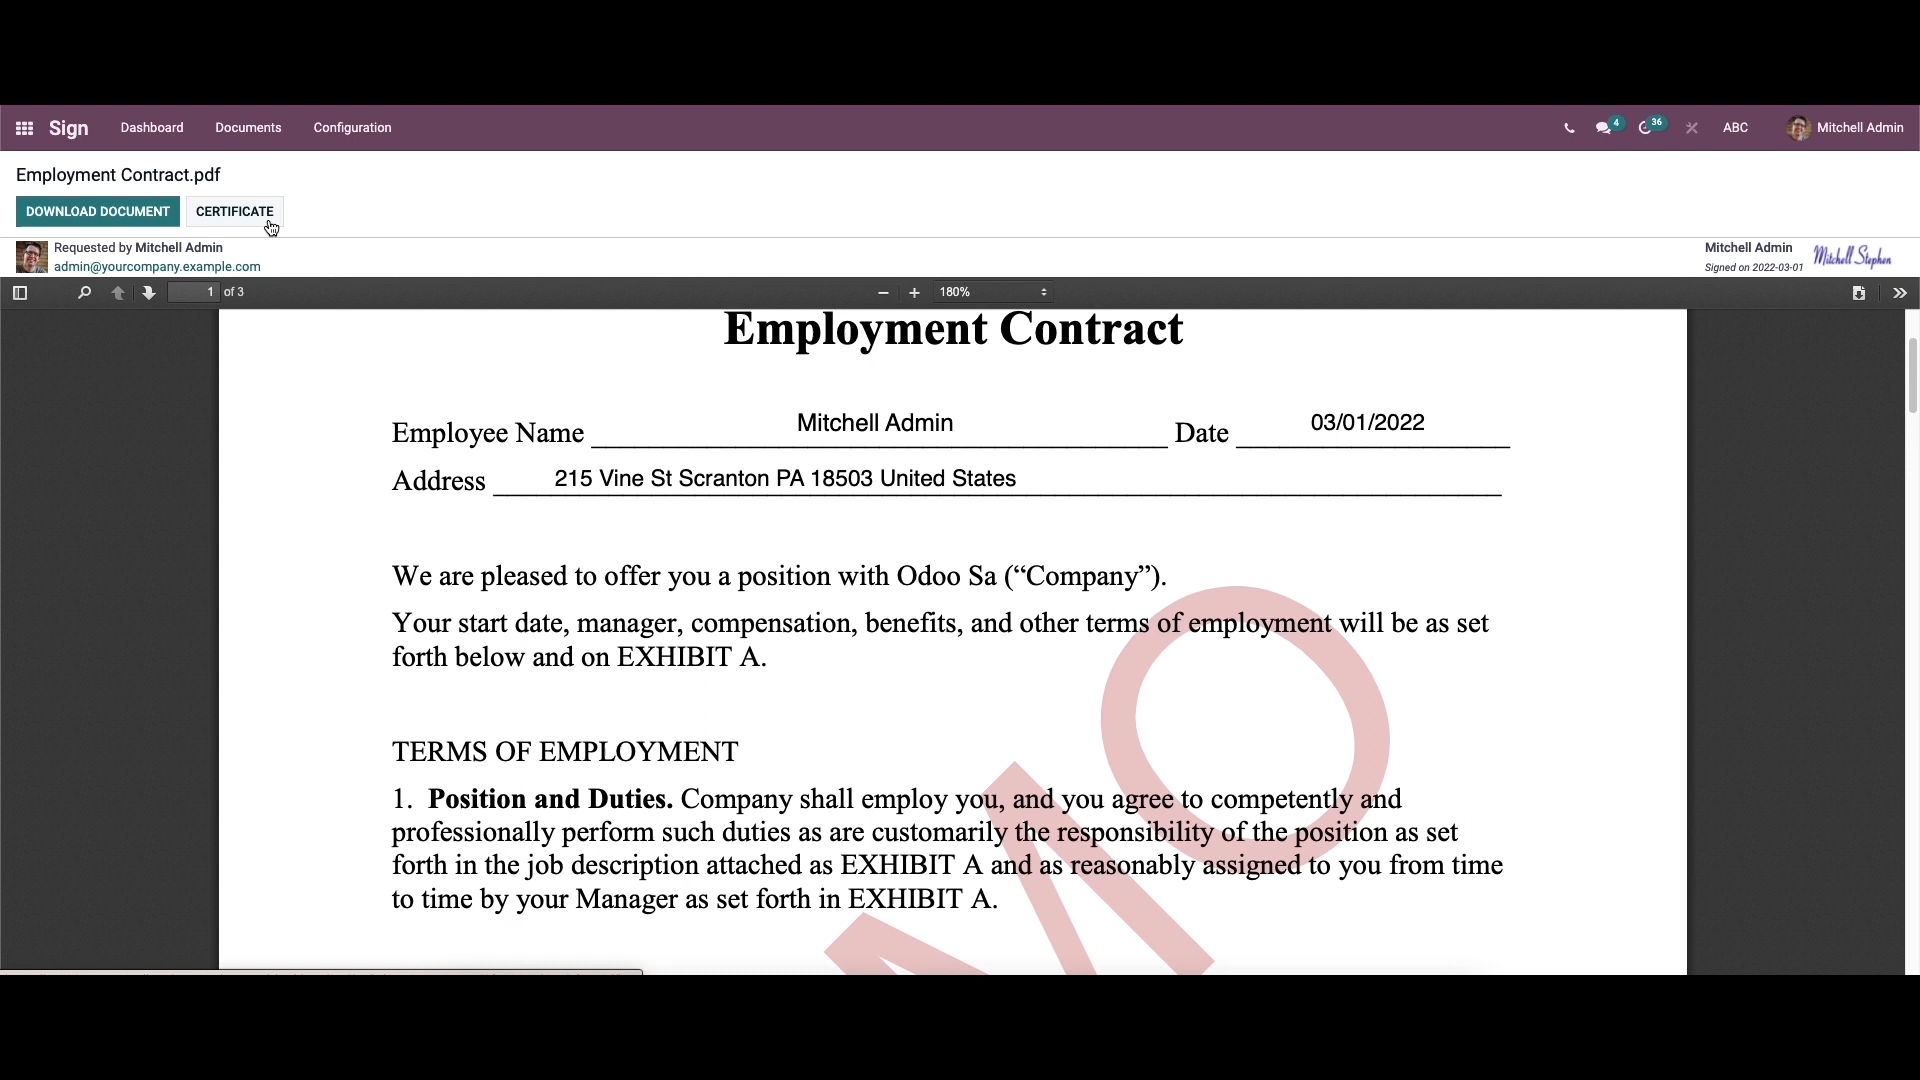 Sign Dashboard Documents Configuration 4 36 ABC Mitchell Admin
Employment Contract.pdf
DOWNLOAD DOCUMENT CERTIFICATE
Requested by Mitchell Admin
admin@yourcompany.example.com
Mitchell Admin
Signed on 2022-03-01
Mitchell Stephen
1 of 3 180%
Employment Contract
Employee Name Mitchell Admin Date 03/01/2022
Address 215 Vine St Scranton PA 18503 United States
We are pleased to offer you a position with Odoo Sa (“Company”).
Your start date, manager, compensation, benefits, and other terms of employment will be as set
forth below and on EXHIBIT A.
TERMS OF EMPLOYMENT
1. Position and Duties. Company shall employ you, and you agree to competently and
professionally perform such duties as are customarily the responsibility of the position as set
forth in the job description attached as EXHIBIT A and as reasonably assigned to you from time
to time by your Manager as set forth in EXHIBIT A.
MO